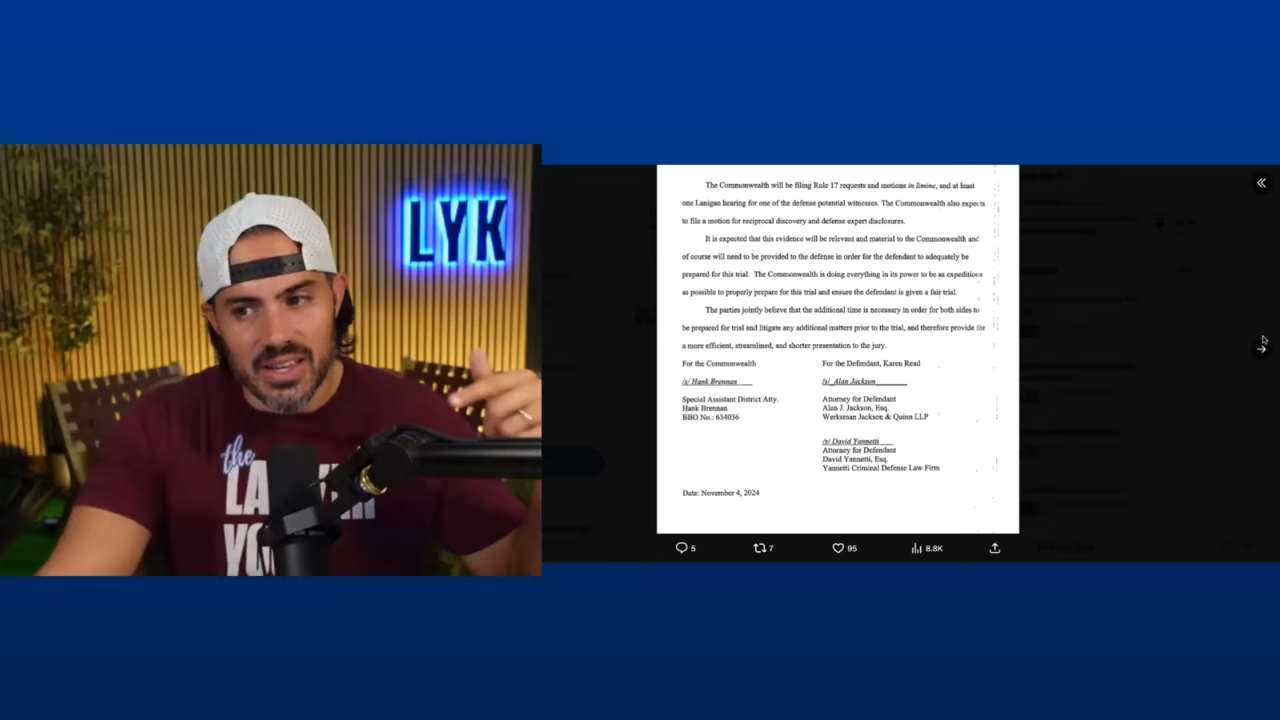 LYK
the
The Commonwealth will be filing Rule 17 requests and motions in limine, and at least
one Lanigan hearing for one of the defense potential witnesses. The Commonwealth also expects
to file a motion for reciprocal discovery and defense expert disclosures.
It is expected that this evidence will be relevant and material to the Commonwealth and
of course will need to be provided to the defense in order for the defendant to adequately be
prepared for this trial. The Commonwealth is doing everything in its power to be as expeditious
as possible to properly prepare for this trial and ensure the defendant is given a fair trial.
The parties jointly believe that the additional time is necessary in order for both sides to
be prepared for trial and litigate any additional matters prior to the trial, and therefore provide for
a more efficient, streamlined, and shorter presentation to the jury.
For the Commonwealth
/s/ Hank Brennan
Special Assistant District Atty.
Hank Brennan
BBO No.: 634036
For the Defendant, Karen Read
/s/ Alan Jackson
Attorney for Defendant
Alan J. Jackson, Esq.
Werksman Jackson & Quinn LLP
/s/ David Yannetti
Attorney for Defendant
David Yannetti, Esq.
Yannetti Criminal Defense Law Firm
Date: November 4, 2024
5
7
95
8.8K